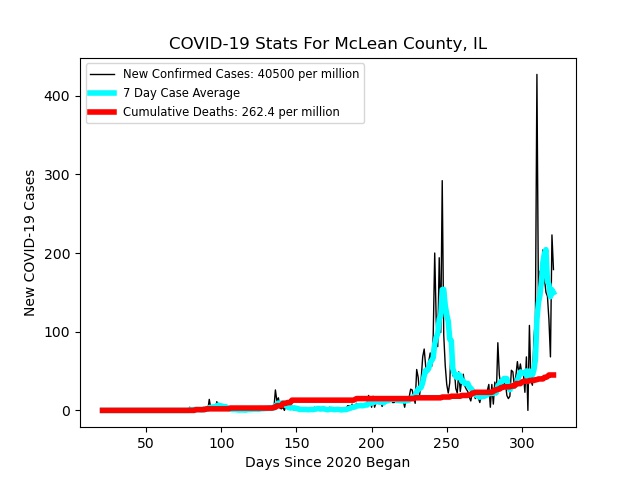 COVID-19 Stats For McLean County, IL
New Confirmed Cases: 40500 per million
7 Day Case Average
Cumulative Deaths: 262.4 per million
New COVID-19 Cases
400
300
200
100
0
50 100 150 200 250 300
Days Since 2020 Began